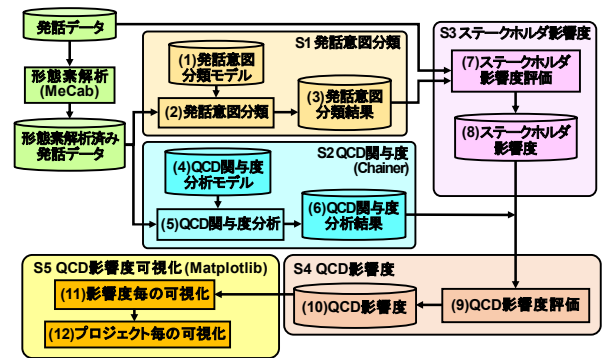 発話データ
形態素解析
(MeCab)
形態素解析済み
発話データ
S1 発話意図分類
(1)発話意図
分類モデル
(2)発話意図分類
(3)発話意図
分類結果
S2 QCD関与度
(Chainer)
(4)QCD関与度
分析モデル
(5)QCD関与度分析
(6)QCD関与度
分析結果
S3 ステークホルダ影響度
(7)ステークホルダ
影響度評価
(8)ステークホルダ
影響度
S4 QCD影響度
(9)QCD影響度評価
(10)QCD影響度
S5 QCD影響度可視化(Matplotlib)
(11)影響度毎の可視化
(12)プロジェクト毎の可視化